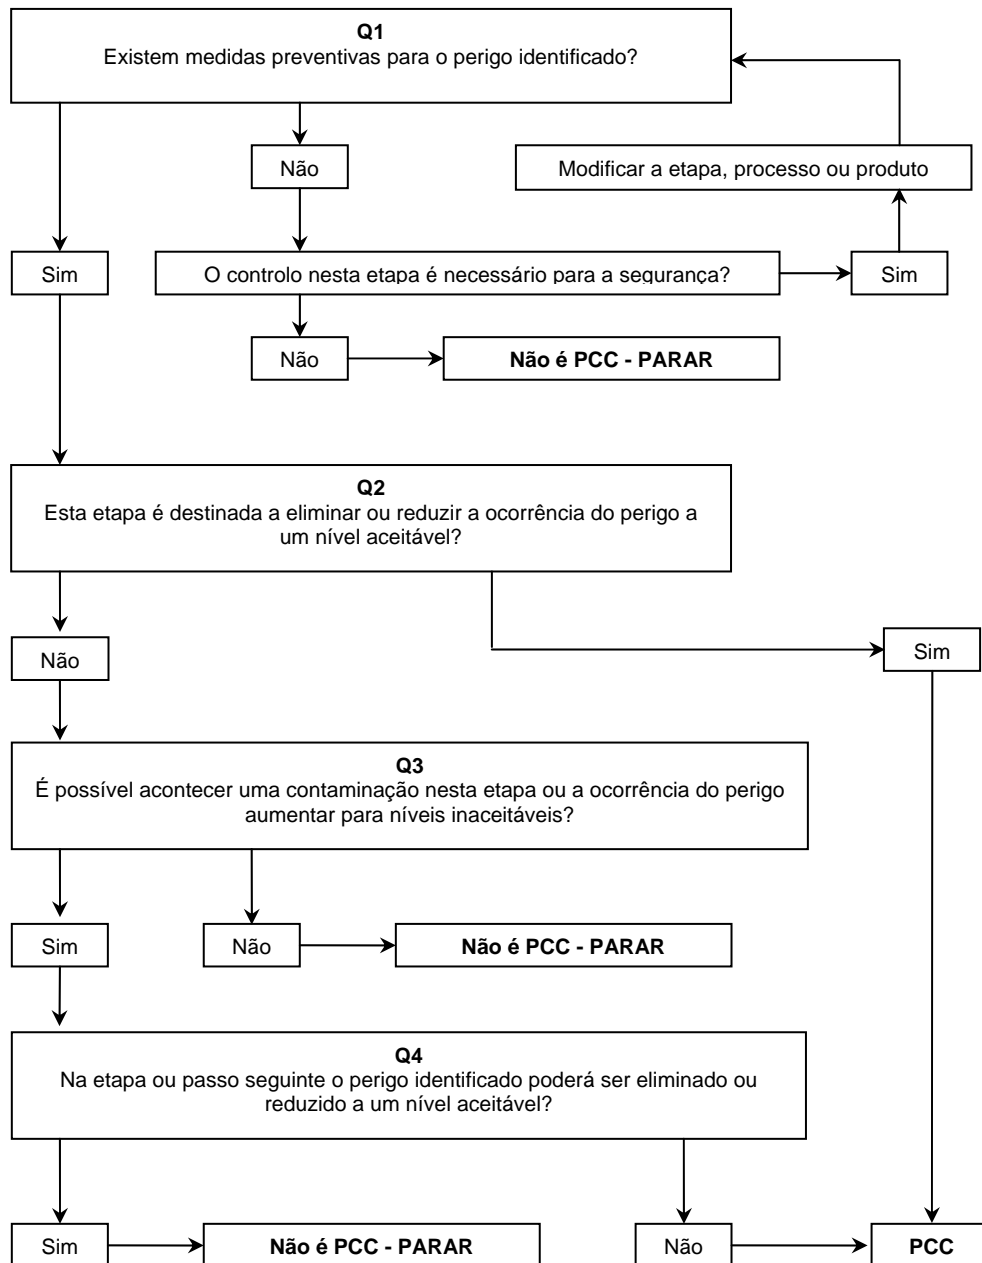 Q1
Existem medidas preventivas para o perigo identificado?
Não
Modificar a etapa, processo ou produto
Sim
O controlo nesta etapa é necessário para a segurança?
Sim
Não
Não é PCC - PARAR
Q2
Esta etapa é destinada a eliminar ou reduzir a ocorrência do perigo a
um nível aceitável?
Não
Sim
Q3
É possível acontecer uma contaminação nesta etapa ou a ocorrência do perigo
aumentar para níveis inaceitáveis?
Sim
Não
Não é PCC - PARAR
Q4
Na etapa ou passo seguinte o perigo identificado poderá ser eliminado ou
reduzido a um nível aceitável?
Sim
Não é PCC - PARAR
Não
PCC